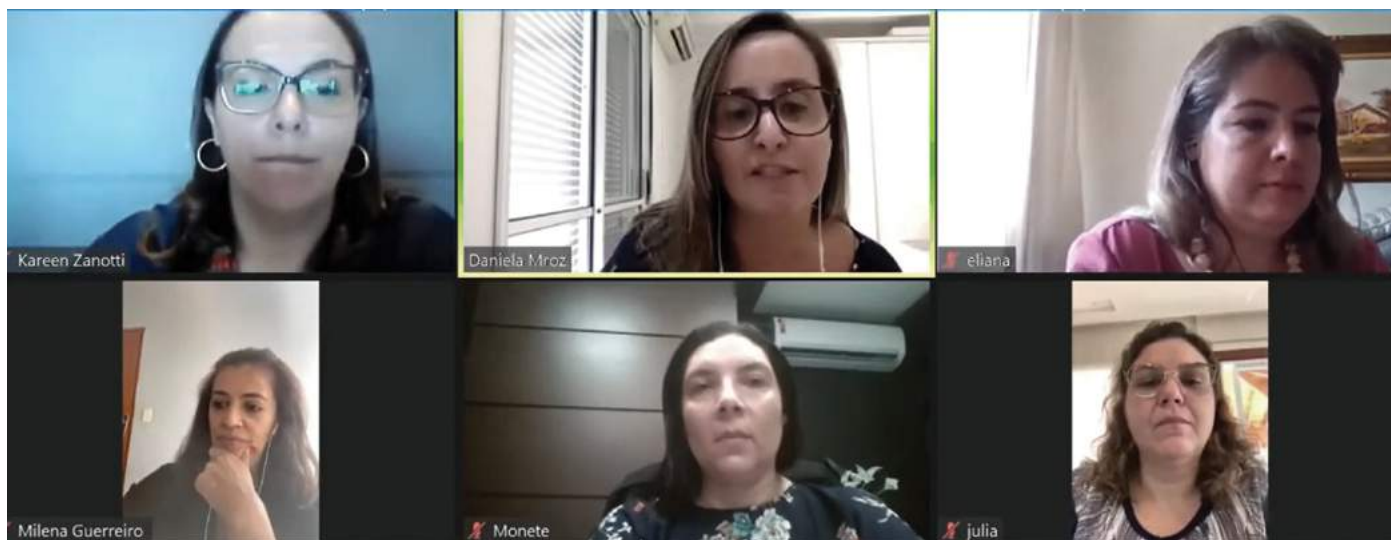 Kareen Zanotti
Daniela Mroz
eliana
Milena Guerreiro
Monete
julia